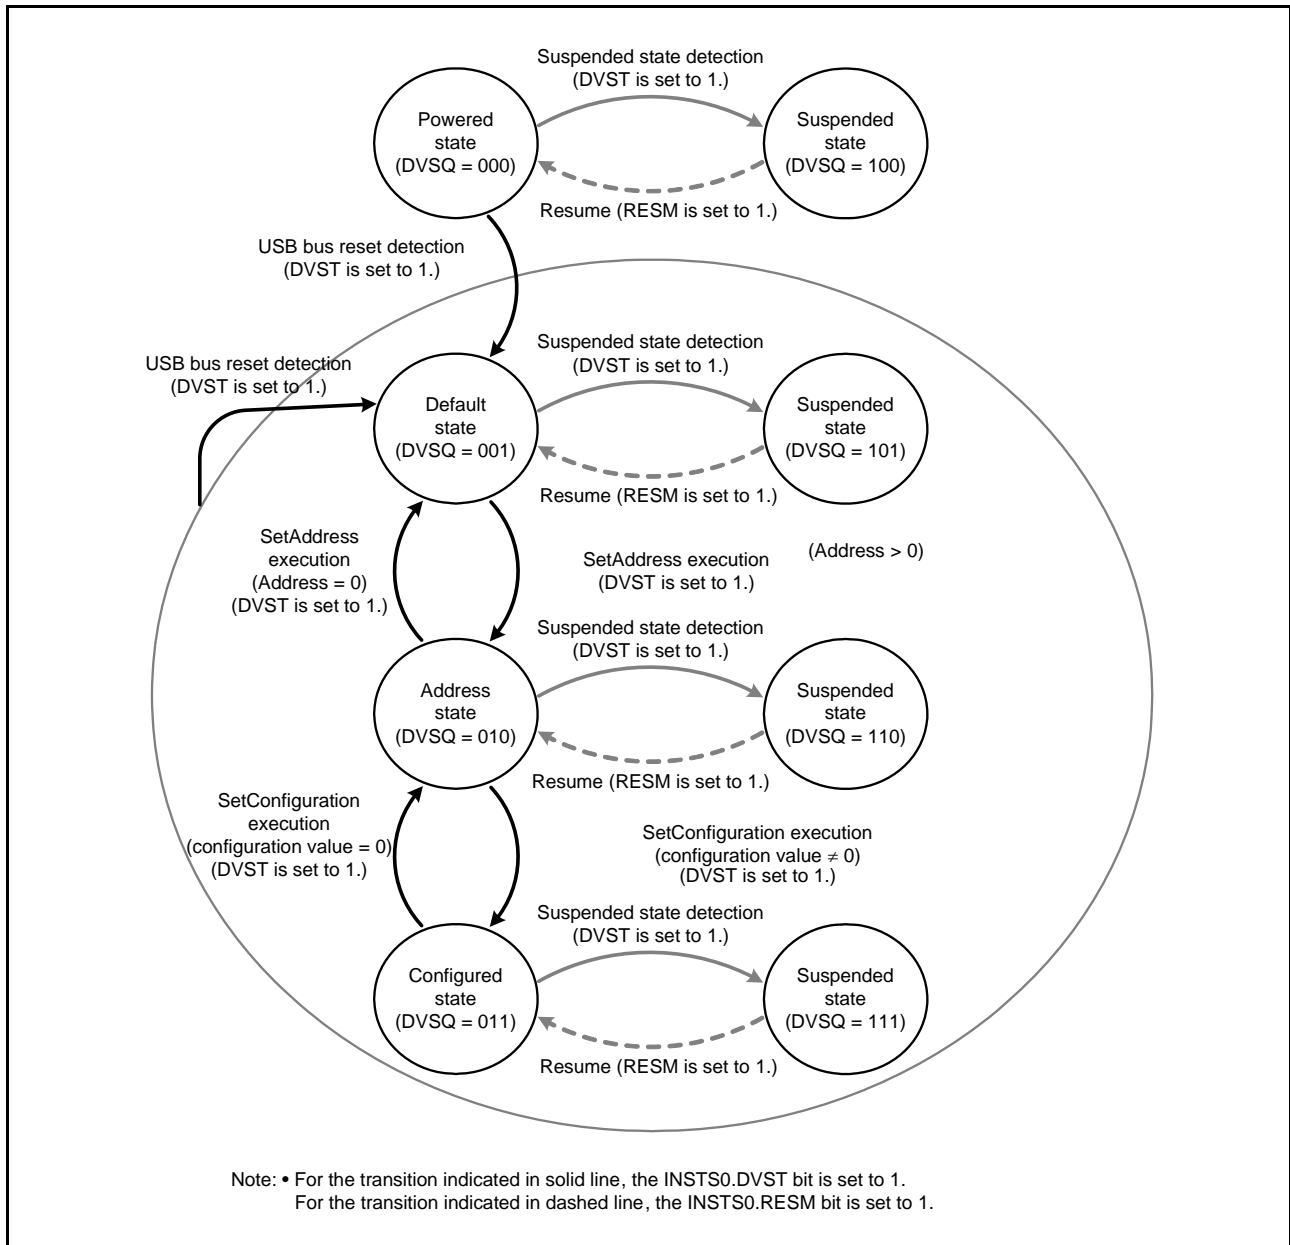 Suspended state detection
(DVST is set to 1.)
Powered
state
(DVSQ = 000)
Suspended
state
(DVSQ = 100)
Resume (RESM is set to 1.)
USB bus reset detection
(DVST is set to 1.)
USB bus reset detection
(DVST is set to 1.)
Suspended state detection
(DVST is set to 1.)
Default
state
(DVSQ = 001)
Suspended
state
(DVSQ = 101)
Resume (RESM is set to 1.)
SetAddress
execution
(Address = 0)
(DVST is set to 1.)
SetAddress execution
(DVST is set to 1.)
(Address > 0)
Suspended state detection
(DVST is set to 1.)
Address
state
(DVSQ = 010)
Suspended
state
(DVSQ = 110)
Resume (RESM is set to 1.)
SetConfiguration
execution
(configuration value = 0)
(DVST is set to 1.)
SetConfiguration execution
(configuration value ≠ 0)
(DVST is set to 1.)
Suspended state detection
(DVST is set to 1.)
Configured
state
(DVSQ = 011)
Suspended
state
(DVSQ = 111)
Resume (RESM is set to 1.)
Note: • For the transition indicated in solid line, the INSTS0.DVST bit is set to 1.
For the transition indicated in dashed line, the INSTS0.RESM bit is set to 1.